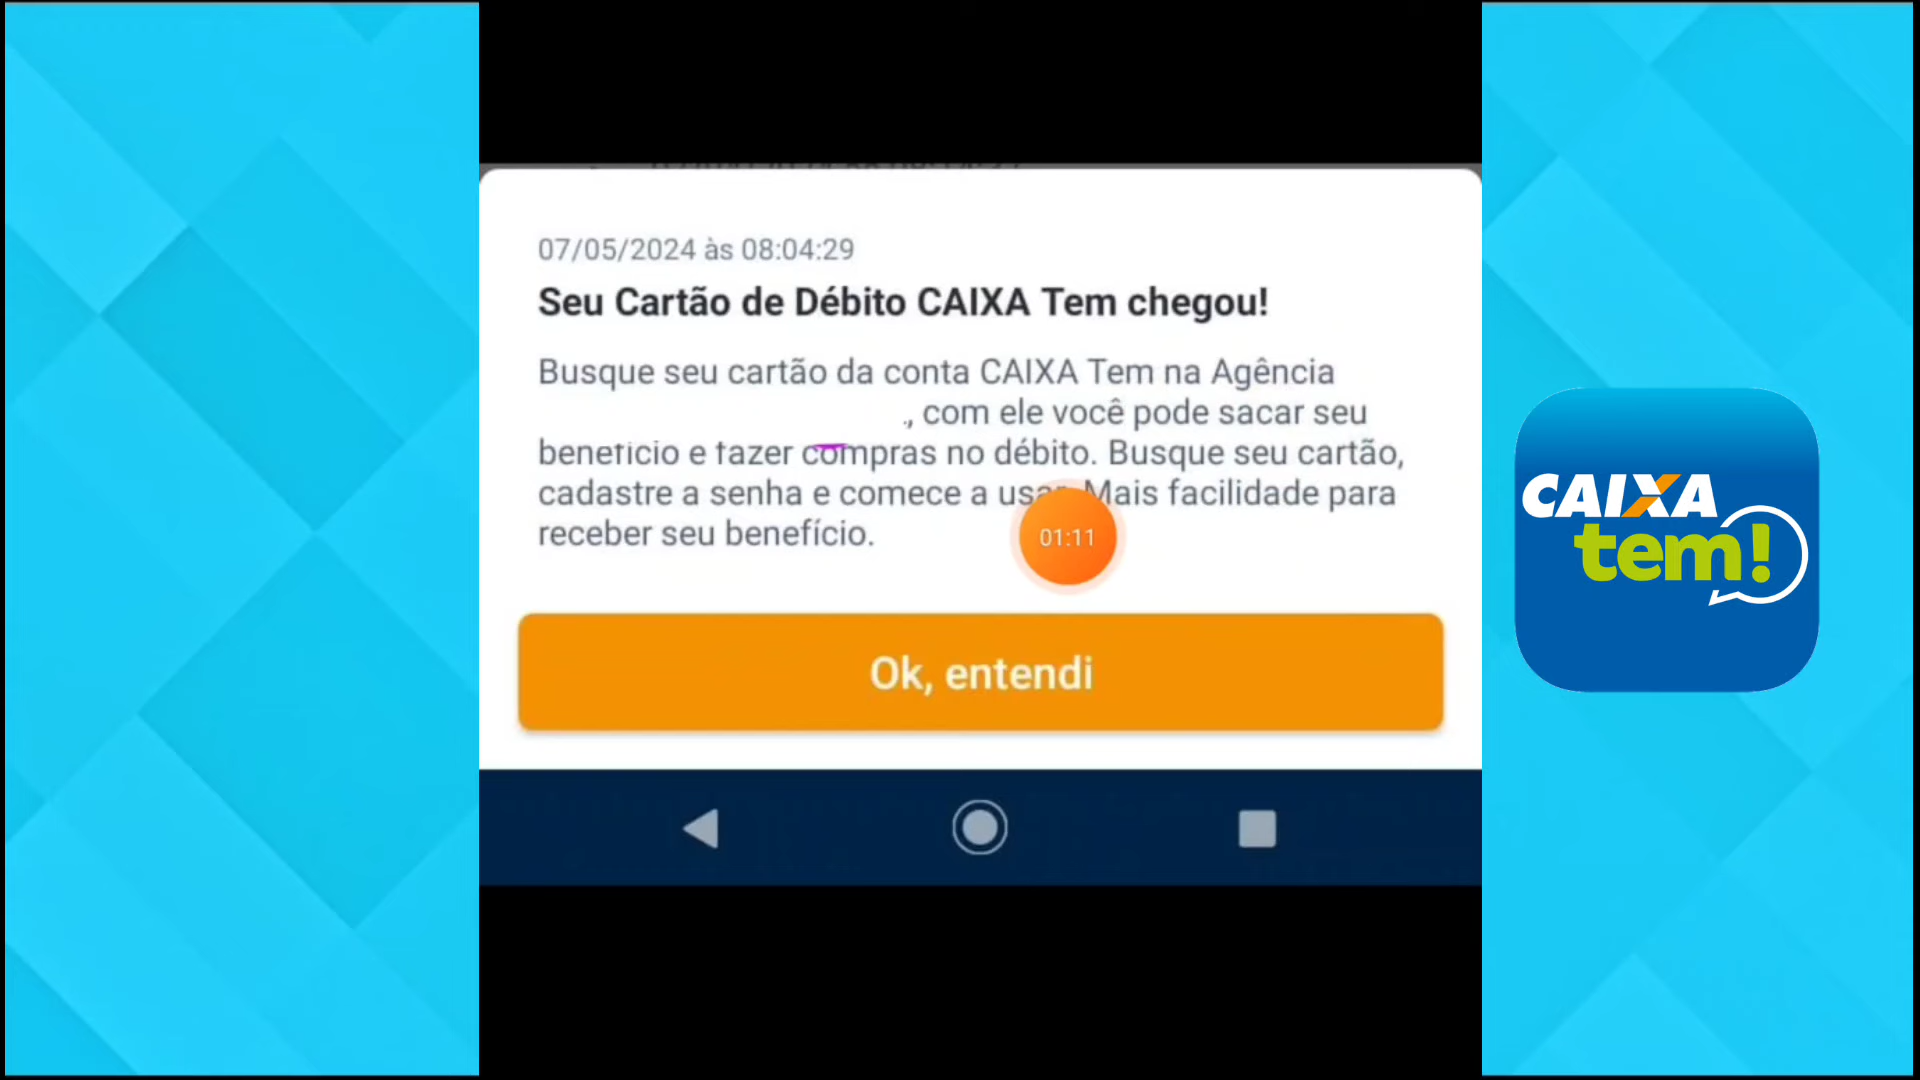 07/05/2024 às 08:04:29
Seu Cartão de Débito CAIXA Tem chegou!
Busque seu cartão da conta CAIXA Tem na Agência
., com ele você pode sacar seu
benefício e fazer compras no débito. Busque seu cartão,
cadastre a senha e comece a usar. Mais facilidade para
receber seu benefício.
01:11
Ok, entendi
CAIXA
tem!